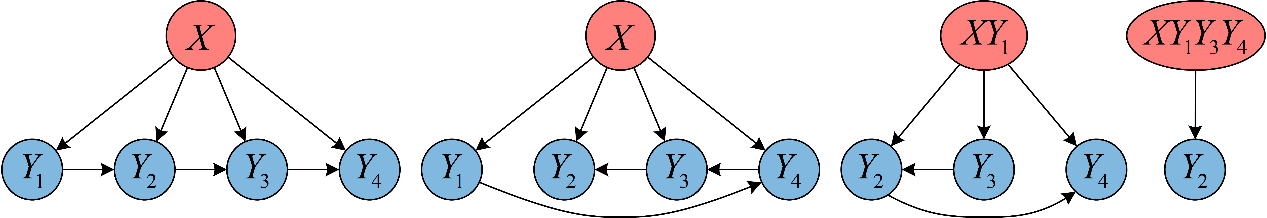 X X XY₁ XY₁Y₃Y₄
Y₁ Y₂ Y₃ Y₄ Y₁ Y₂ Y₃ Y₄ Y₂ Y₃ Y₄ Y₂